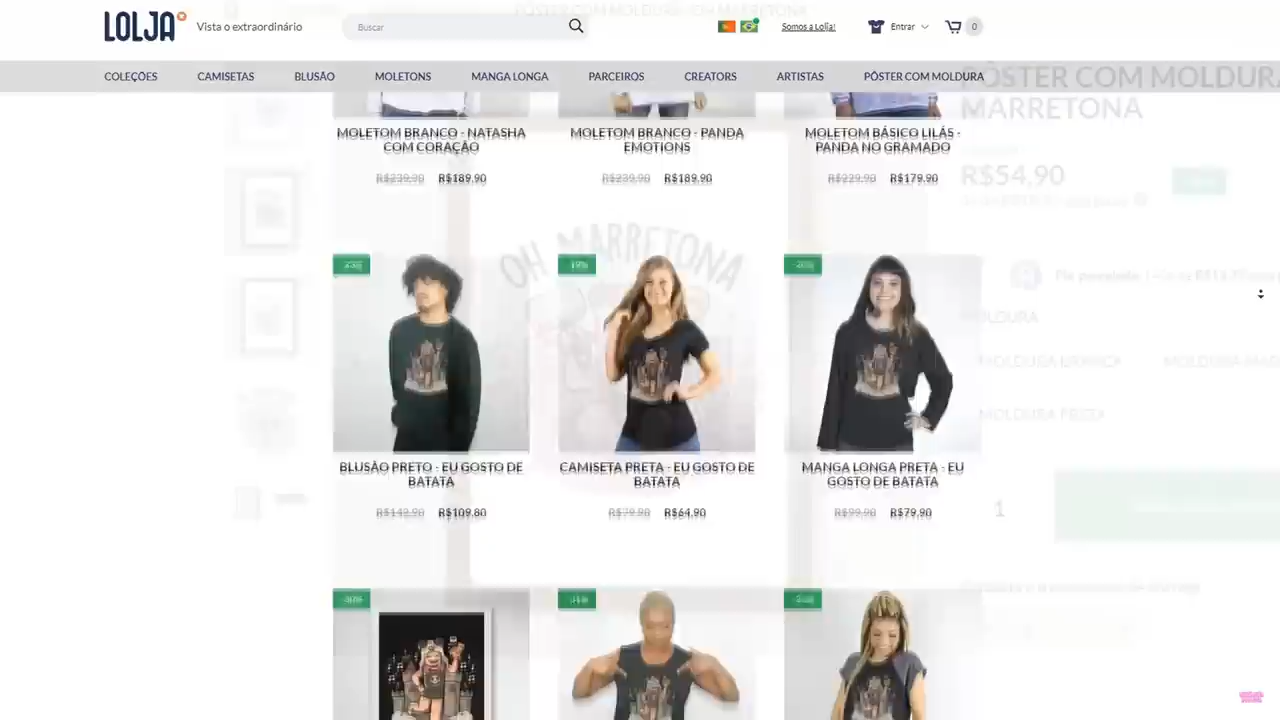 LOLJA
Vista o extraordinário
Buscar
Somos a Lolja!
Entrar
0
COLEÇÕES
CAMISETAS
BLUSÃO
MOLETONS
MANGA LONGA
PARCEIROS
CREATORS
ARTISTAS
PÔSTER COM MOLDURA
PÔSTER COM MOLDURA
MARRETONA
R$54,90
MOLETOM BRANCO - NATASHA
COM CORAÇÃO
R$239,90 R$189,90
MOLETOM BRANCO - PANDA
EMOTIONS
R$239,90 R$189,90
MOLETOM BÁSICO LILÁS -
PANDA NO GRAMADO
R$229,90 R$179,90
OH MARRETONA
MOLDURA
MOLDURA BRANCA
MOLDURA PRETA
BLUSÃO PRETO - EU GOSTO DE
BATATA
R$109,80
CAMISETA PRETA - EU GOSTO DE
BATATA
R$79,90 R$64,90
MANGA LONGA PRETA - EU
GOSTO DE BATATA
R$99,90 R$79,90
1